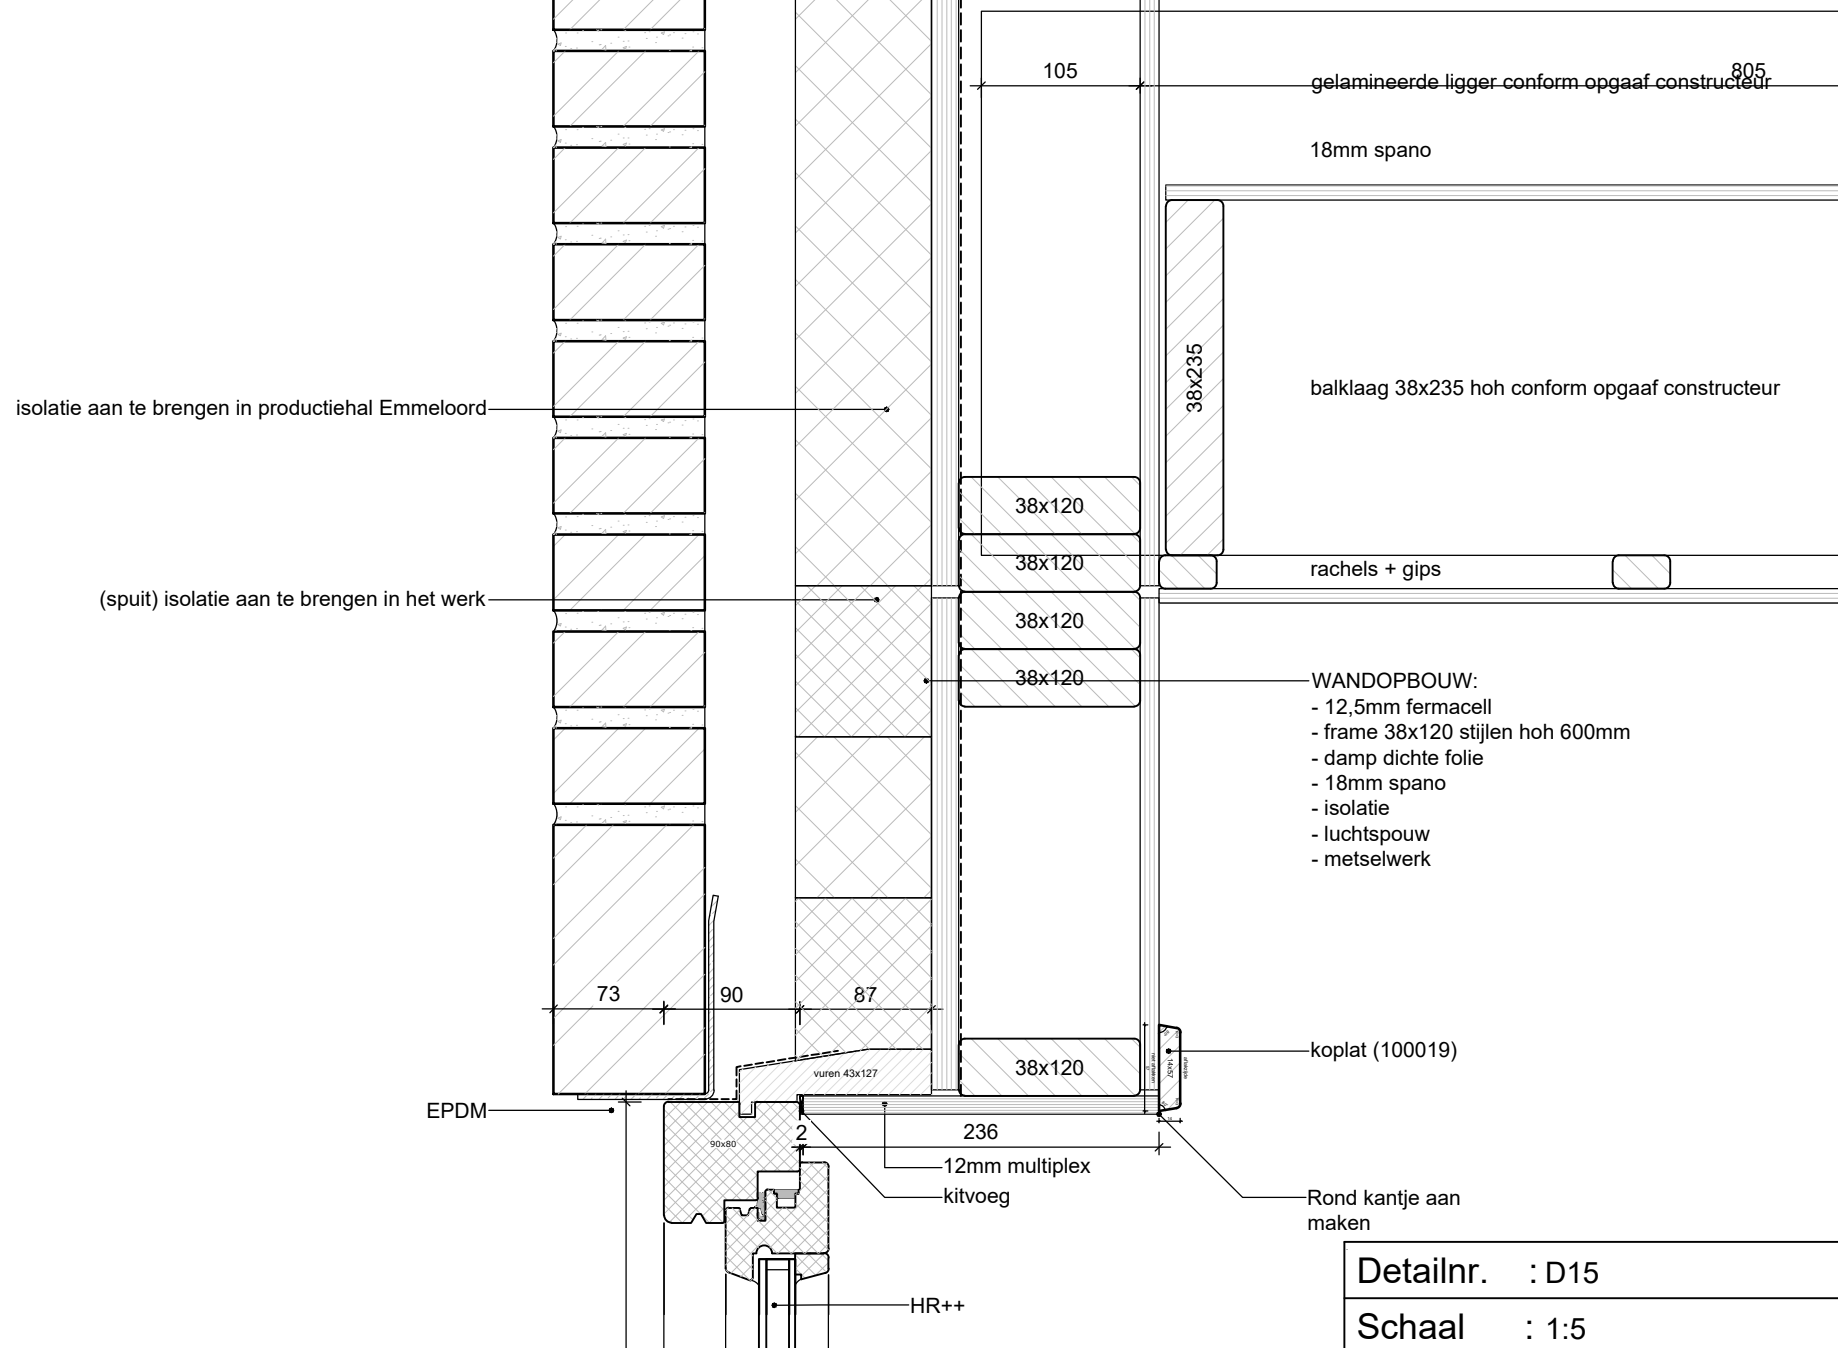 105
805
gelamineerde ligger conform opgaaf constructeur
18mm spano
38x235
balklaag 38x235 hoh conform opgaaf constructeur
isolatie aan te brengen in productiehal Emmeloord
38x120
38x120
rachels + gips
(spuit) isolatie aan te brengen in het werk
38x120
38x120
WANDOPBOUW:
- 12,5mm fermacell
- frame 38x120 stijlen hoh 600mm
- damp dichte folie
- 18mm spano
- isolatie
- luchtspouw
- metselwerk
73
90
87
koplat (100019)
14x57
38x120
vuren 43x127
EPDM
90x80
2
236
12mm multiplex
kitvoeg
Rond kantje aan
maken
Detailnr. : D15
Schaal : 1:5
HR++